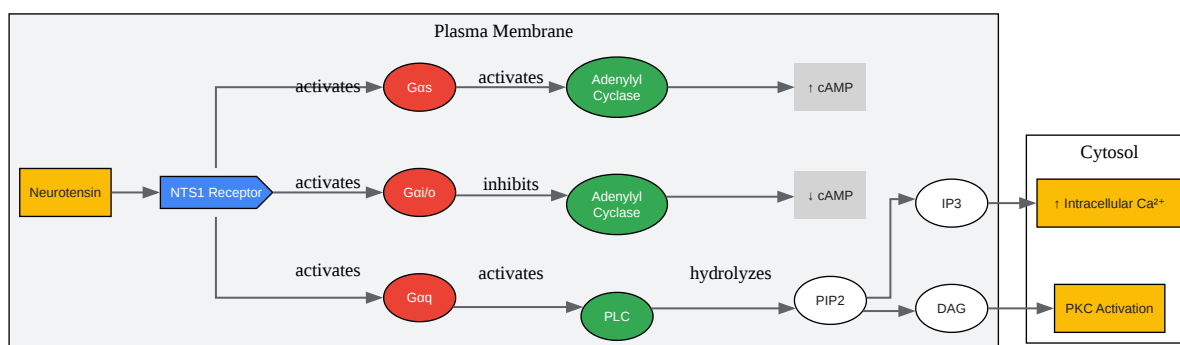 Plasma Membrane
activates
Gαs
activates
Adenylyl
Cyclase
↑ cAMP
Cytosol
Neurotensin
NTS1 Receptor
activates
Gαi/o
inhibits
Adenylyl
Cyclase
↓ cAMP
IP3
↑ Intracellular Ca²⁺
activates
Gαq
activates
PLC
hydrolyzes
PIP2
DAG
PKC Activation